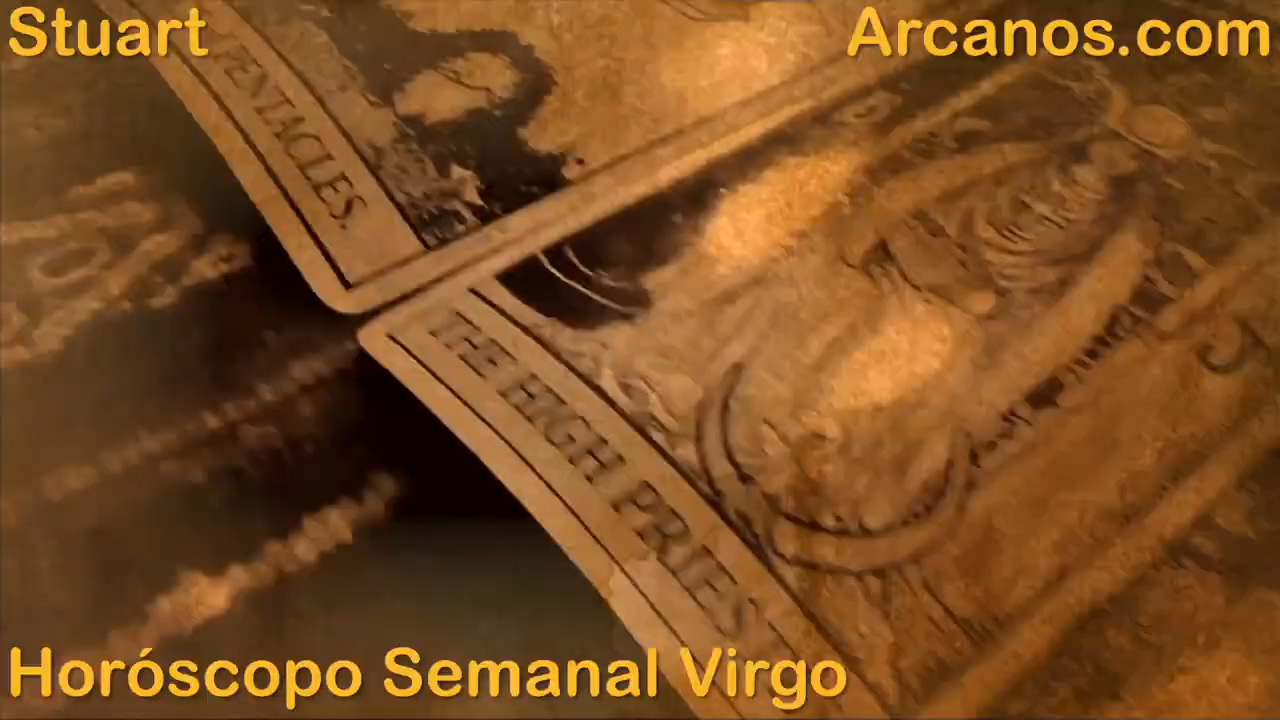 Stuart
Arcanos.com
PENTACLES.
THE HIGH PRIES
Horóscopo Semanal Virgo